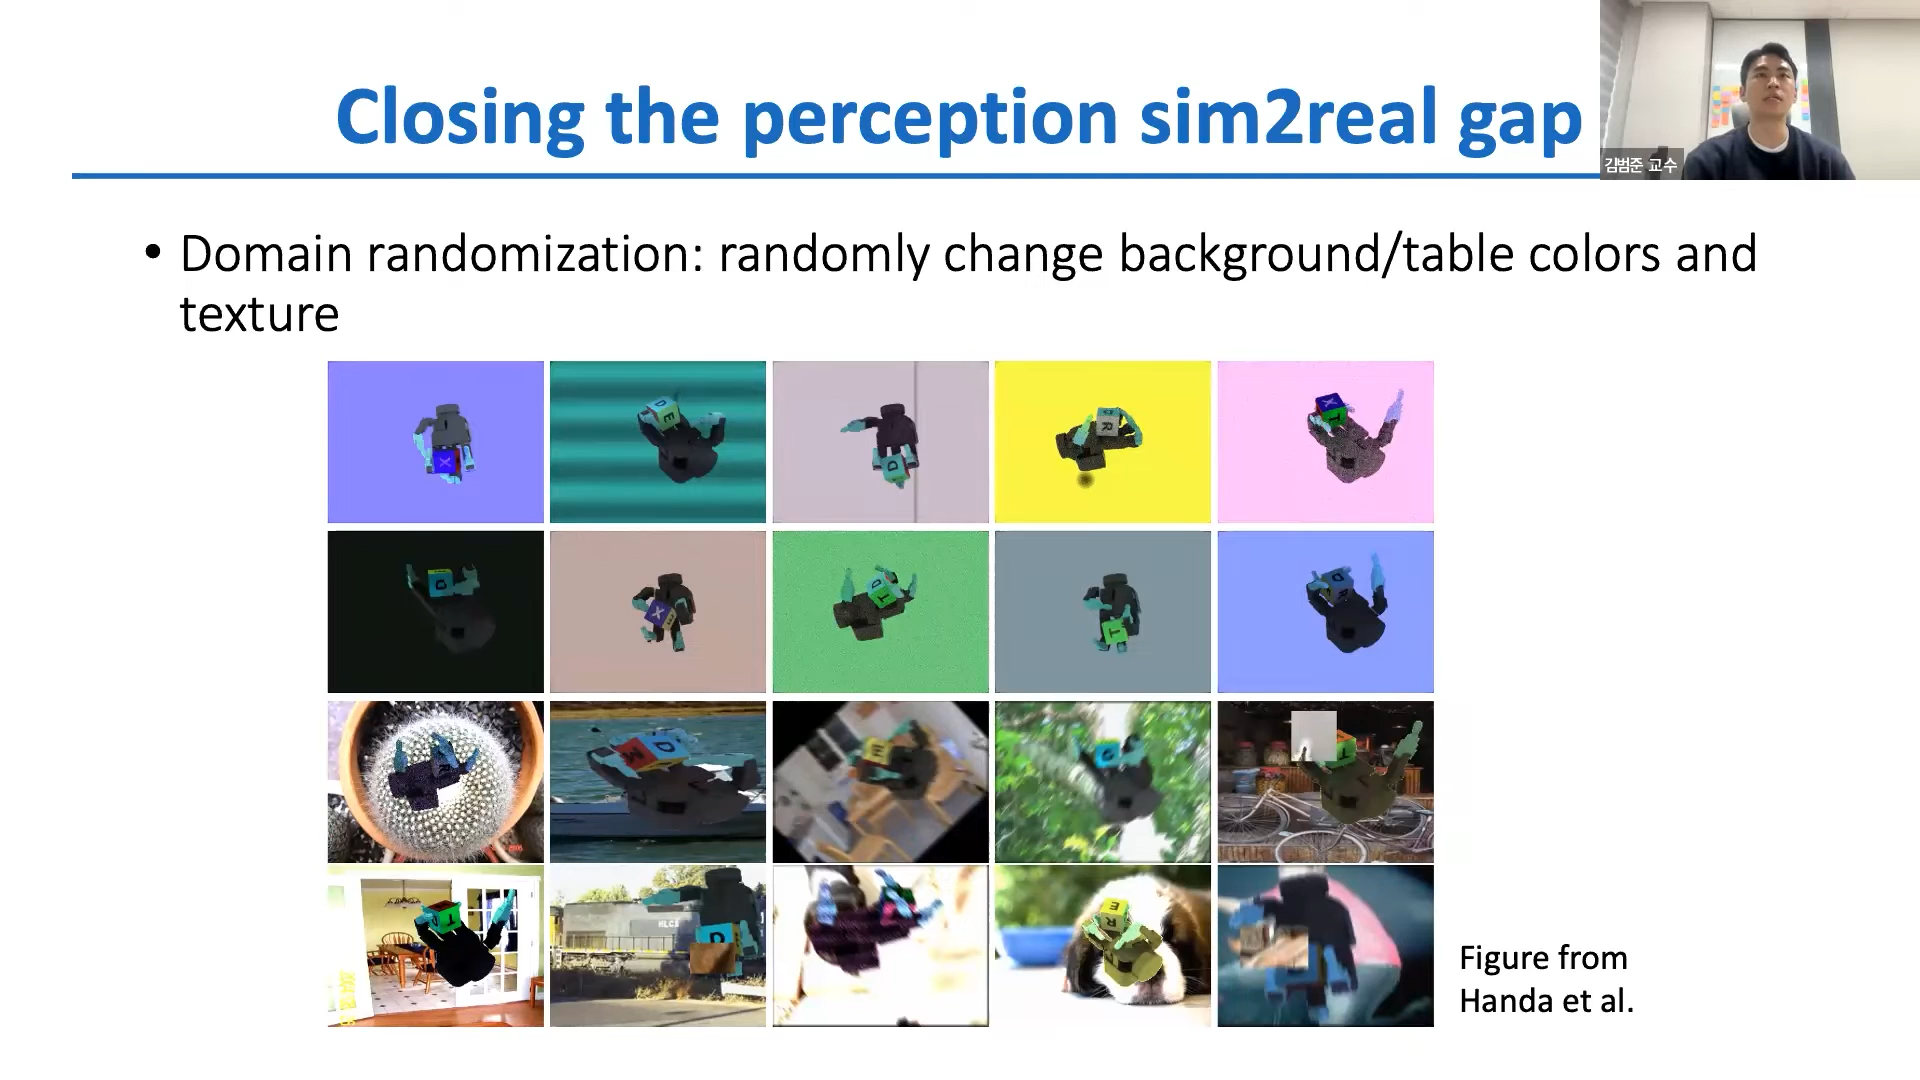 Closing the perception sim2real gap
김범준 교수
• Domain randomization: randomly change background/table colors and
texture
X
D
E
D
R
X
D
X
T
D
T
D
E
D
HLCX
T
D
E
R
Figure from
Handa et al.